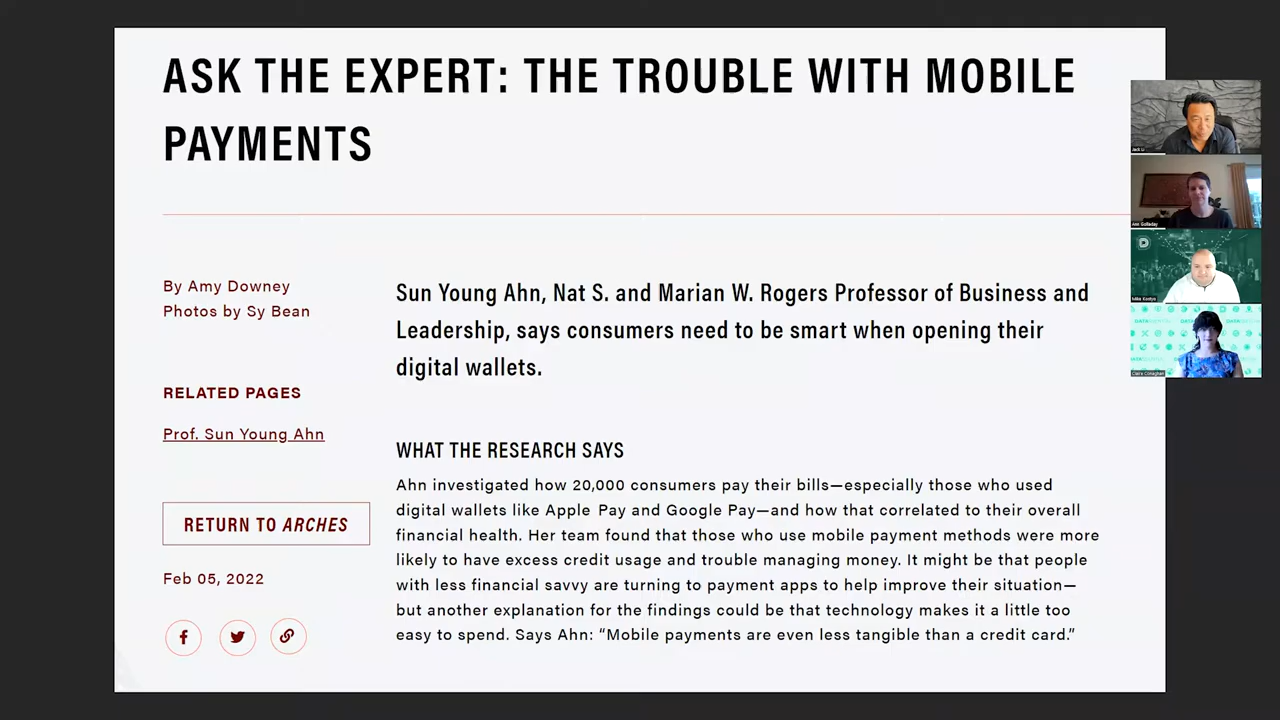 ASK THE EXPERT: THE TROUBLE WITH MOBILE
PAYMENTS
By Amy Downey
Photos by Sy Bean
RELATED PAGES
Prof. Sun Young Ahn
RETURN TO ARCHES
Feb 05, 2022
Sun Young Ahn, Nat S. and Marian W. Rogers Professor of Business and
Leadership, says consumers need to be smart when opening their
digital wallets.
WHAT THE RESEARCH SAYS
Ahn investigated how 20,000 consumers pay their bills—especially those who used
digital wallets like Apple Pay and Google Pay—and how that correlated to their overall
financial health. Her team found that those who use mobile payment methods were more
likely to have excess credit usage and trouble managing money. It might be that people
with less financial savvy are turning to payment apps to help improve their situation—
but another explanation for the findings could be that technology makes it a little too
easy to spend. Says Ahn: “Mobile payments are even less tangible than a credit card.”
Jack Li